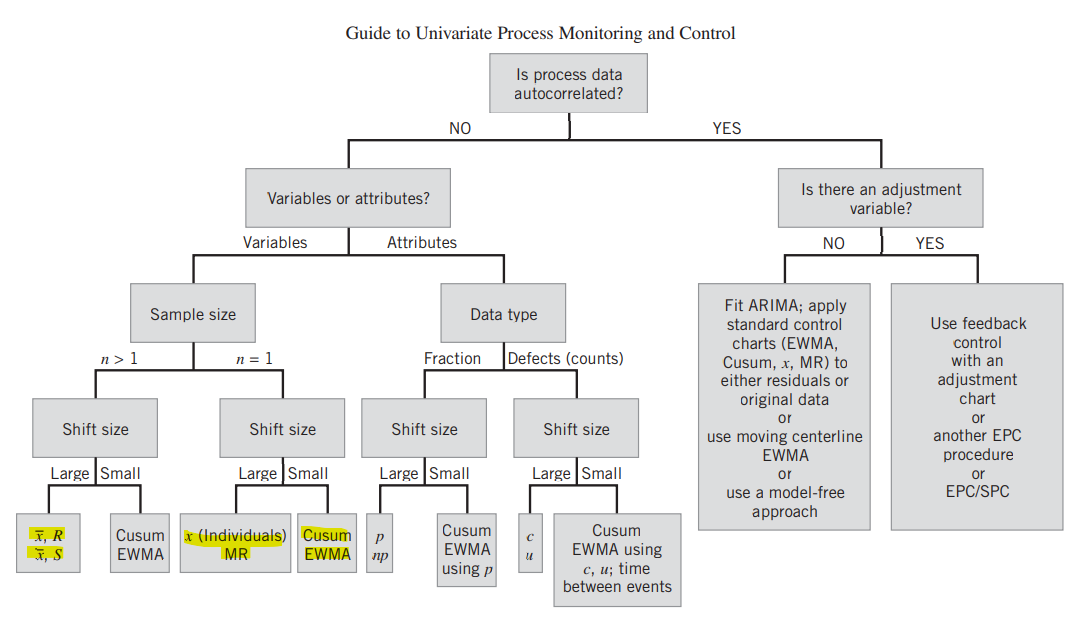 Guide to Univariate Process Monitoring and Control
Is process data
autocorrelated?
NO
YES
Variables or attributes?
Is there an adjustment
variable?
Variables
Attributes
NO
YES
Sample size
Data type
Fit ARIMA; apply
standard control
charts (EWMA,
Cusum, x, MR) to
either residuals or
original data
or
use moving centerline
EWMA
or
use a model-free
approach
Use feedback
control
with an
adjustment
chart
or
another EPC
procedure
or
EPC/SPC
n > 1
n = 1
Fraction
Defects (counts)
Shift size
Shift size
Shift size
Shift size
Large
Small
Large
Small
Large
Small
Large
Small
x̅, R
x̅, S
Cusum
EWMA
x (Individuals)
MR
Cusum
EWMA
p
np
Cusum
EWMA
using p
c
u
Cusum
EWMA using
c, u; time
between events